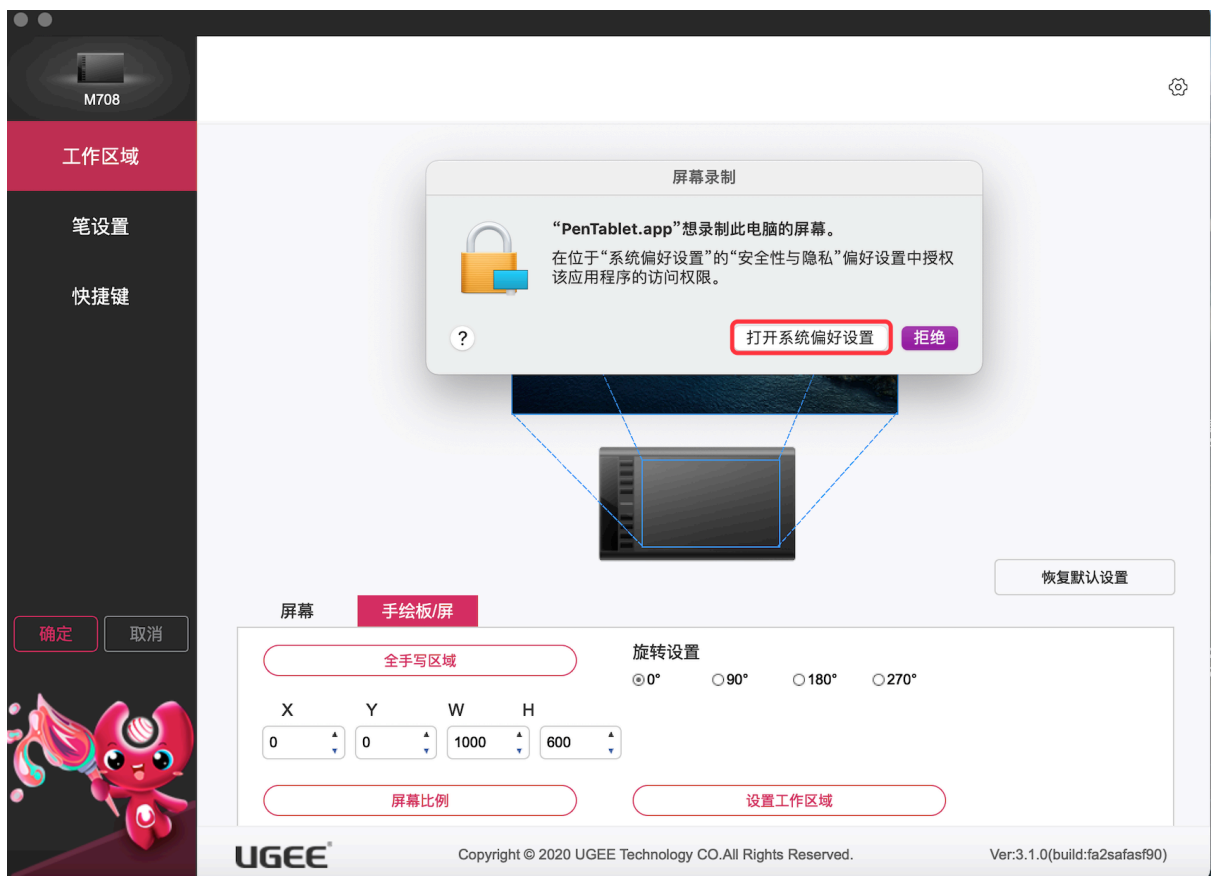 M708
工作区域
笔设置
快捷键
确定
取消
屏幕录制
“PenTablet.app”想录制此电脑的屏幕。
在位于“系统偏好设置”的“安全性与隐私”偏好设置中授权
该应用程序的访问权限。
?
打开系统偏好设置
拒绝
恢复默认设置
屏幕
手绘板/屏
全手写区域
旋转设置
0°
90°
180°
270°
X
Y
W
H
0
0
1000
600
屏幕比例
设置工作区域
UGEE
Copyright © 2020 UGEE Technology CO.All Rights Reserved.
Ver:3.1.0(build:fa2safasf90)